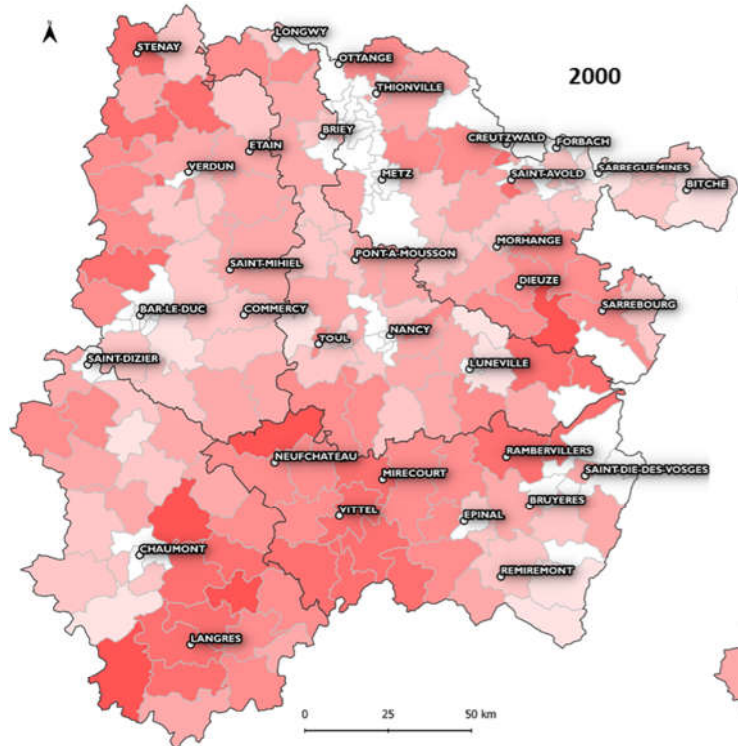 LONGWY
STENAY
OTTANGE
2000
THIONVILLE
BRIEY
CREUTZWALD
FORBACH
ETAIN
VERDUN
METZ
SAINT-AVOLD
SARREGUEMINES
BITCHE
MORHANGE
PONT-A-MOUSSON
SAINT-MIHIEL
DIEUZE
BAR-LE-DUC
COMMERCY
SARREBOURG
TOUL
NANCY
SAINT-DIZIER
LUNEVILLE
NEUFCHATEAU
RAMBERVILLERS
MIRECOURT
SAINT-DIE-DES-VOSGES
VITTEL
EPINAL
BRUYERES
CHAUMONT
REMIREMONT
LANGRES
0 25 50 km